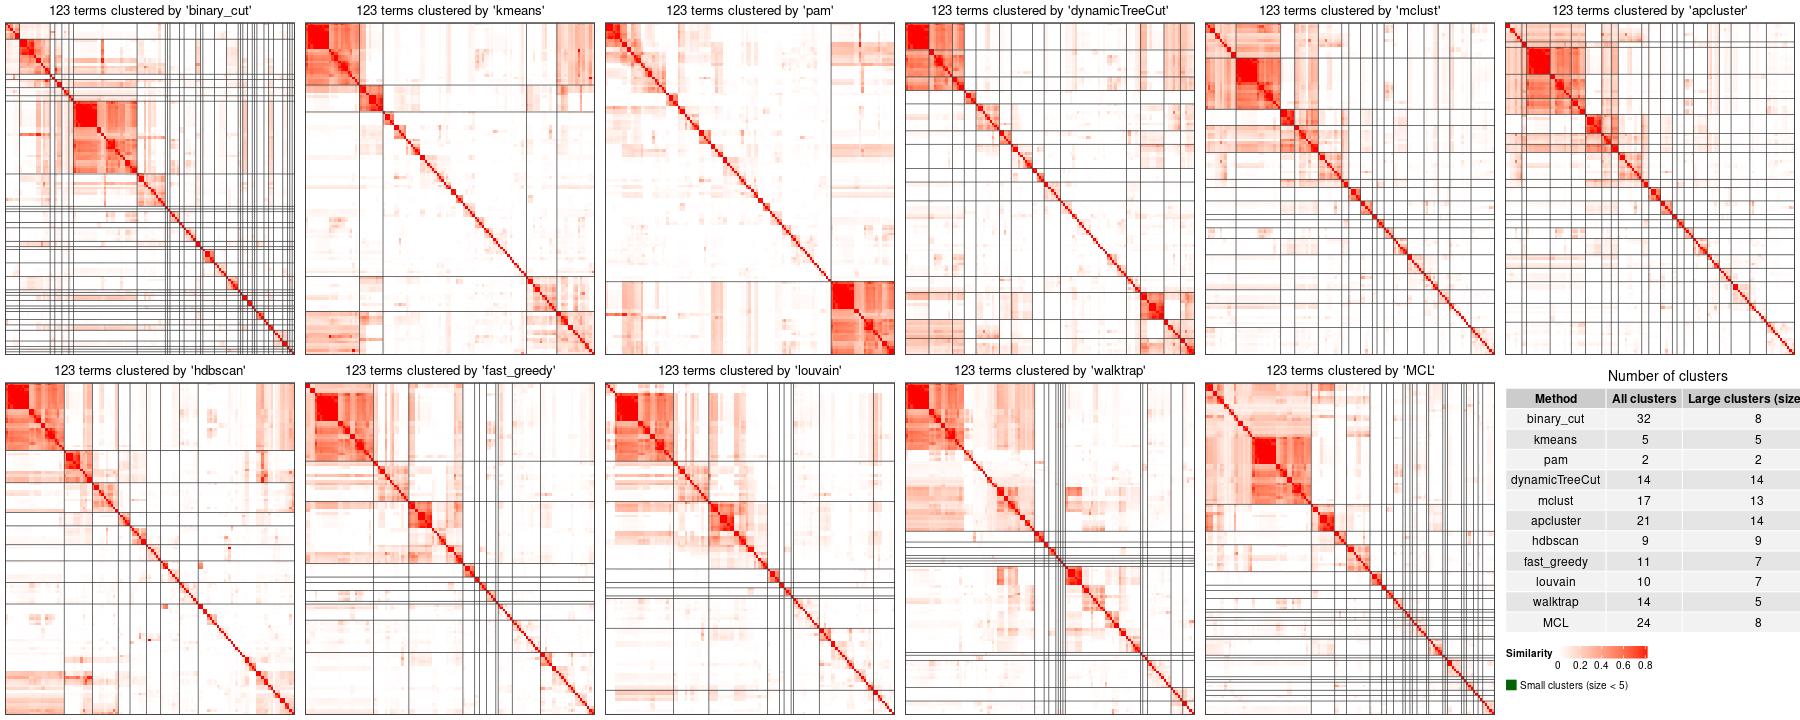 123 terms clustered by 'binary_cut'
123 terms clustered by 'kmeans'
123 terms clustered by 'pam'
123 terms clustered by 'dynamicTreeCut'
123 terms clustered by 'mclust'
123 terms clustered by 'apcluster'
123 terms clustered by 'hdbscan'
123 terms clustered by 'fast_greedy'
123 terms clustered by 'louvain'
123 terms clustered by 'walktrap'
123 terms clustered by 'MCL'
Number of clusters
Method All clusters Large clusters (size
binary_cut 32 8
kmeans 5 5
pam 2 2
dynamicTreeCut 14 14
mclust 17 13
apcluster 21 14
hdbscan 9 9
fast_greedy 11 7
louvain 10 7
walktrap 14 5
MCL 24 8
Similarity
0 0.2 0.4 0.6 0.8
Small clusters (size < 5)